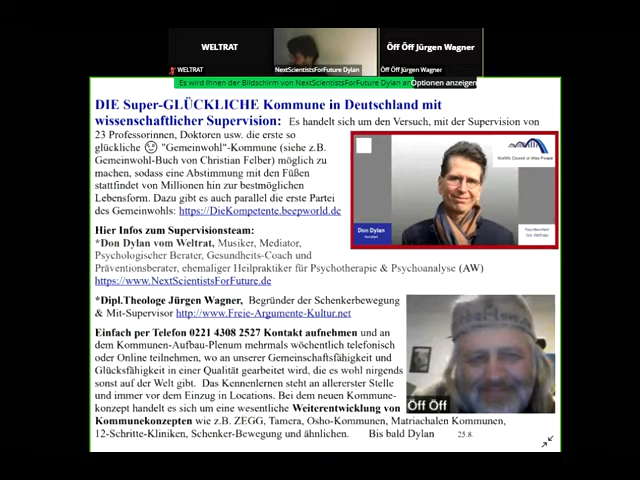 WELTRAT
Öff Öff Jürgen Wagner
WELTRAT
NextScientistsForFuture Dylan
Öff Öff Jürgen Wagner
Es wird Ihnen der Bildschirm von NextScientistsForFuture Dylan an
Optionen anzeigen
DIE Super-GLÜCKLICHE Kommune in Deutschland mit
wissenschaftlicher Supervision: Es handelt sich um den Versuch, mit der Supervision von
23 Professorinnen, Doktoren usw. die erste so
glückliche "Gemeinwohl"-Kommune (siehe z.B.
Gemeinwohl-Buch von Christian Felber) möglich zu
machen, sodass eine Abstimmung mit den Füßen
stattfindet von Millionen hin zur bestmöglichen
Lebensform. Dazu gibt es auch parallel die erste Partei
des Gemeinwohls: https://DieKompetente.beepworld.de
World's Council of Wise People
Don Dylan
Hier Infos zum Supervisionsteam:
*Don Dylan vom Weltrat, Musiker, Mediator,
Psychologischer Berater, Gesundheits-Coach und
Präventionsberater, ehemaliger Heilpraktiker für Psychotherapie & Psychoanalyse (AW)
https://www.NextScientistsForFuture.de
*Dipl.Theologe Jürgen Wagner, Begründer der Schenkerbewegung
& Mit-Supervisor http://www.Freie-Argumente-Kultur.net
Einfach per Telefon 0221 4308 2527 Kontakt aufnehmen und an
dem Kommunen-Aufbau-Plenum mehrmals wöchentlich telefonisch
oder Online teilnehmen, wo an unserer Gemeinschaftsfähigkeit und
Glücksfähigkeit in einer Qualität gearbeitet wird, die es wohl nirgends
sonst auf der Welt gibt. Das Kennenlernen steht an allererster Stelle
und immer vor dem Einzug in Locations. Bei dem neuen Kommune-
konzept handelt es sich um eine wesentliche Weiterentwicklung von
Kommunekonzepten wie z.B. ZEGG, Tamera, Osho-Kommunen, Matriachalen Kommunen,
12-Schritte-Kliniken, Schenker-Bewegung und ähnlichen. Bis bald Dylan 25.8.
Öff Öff